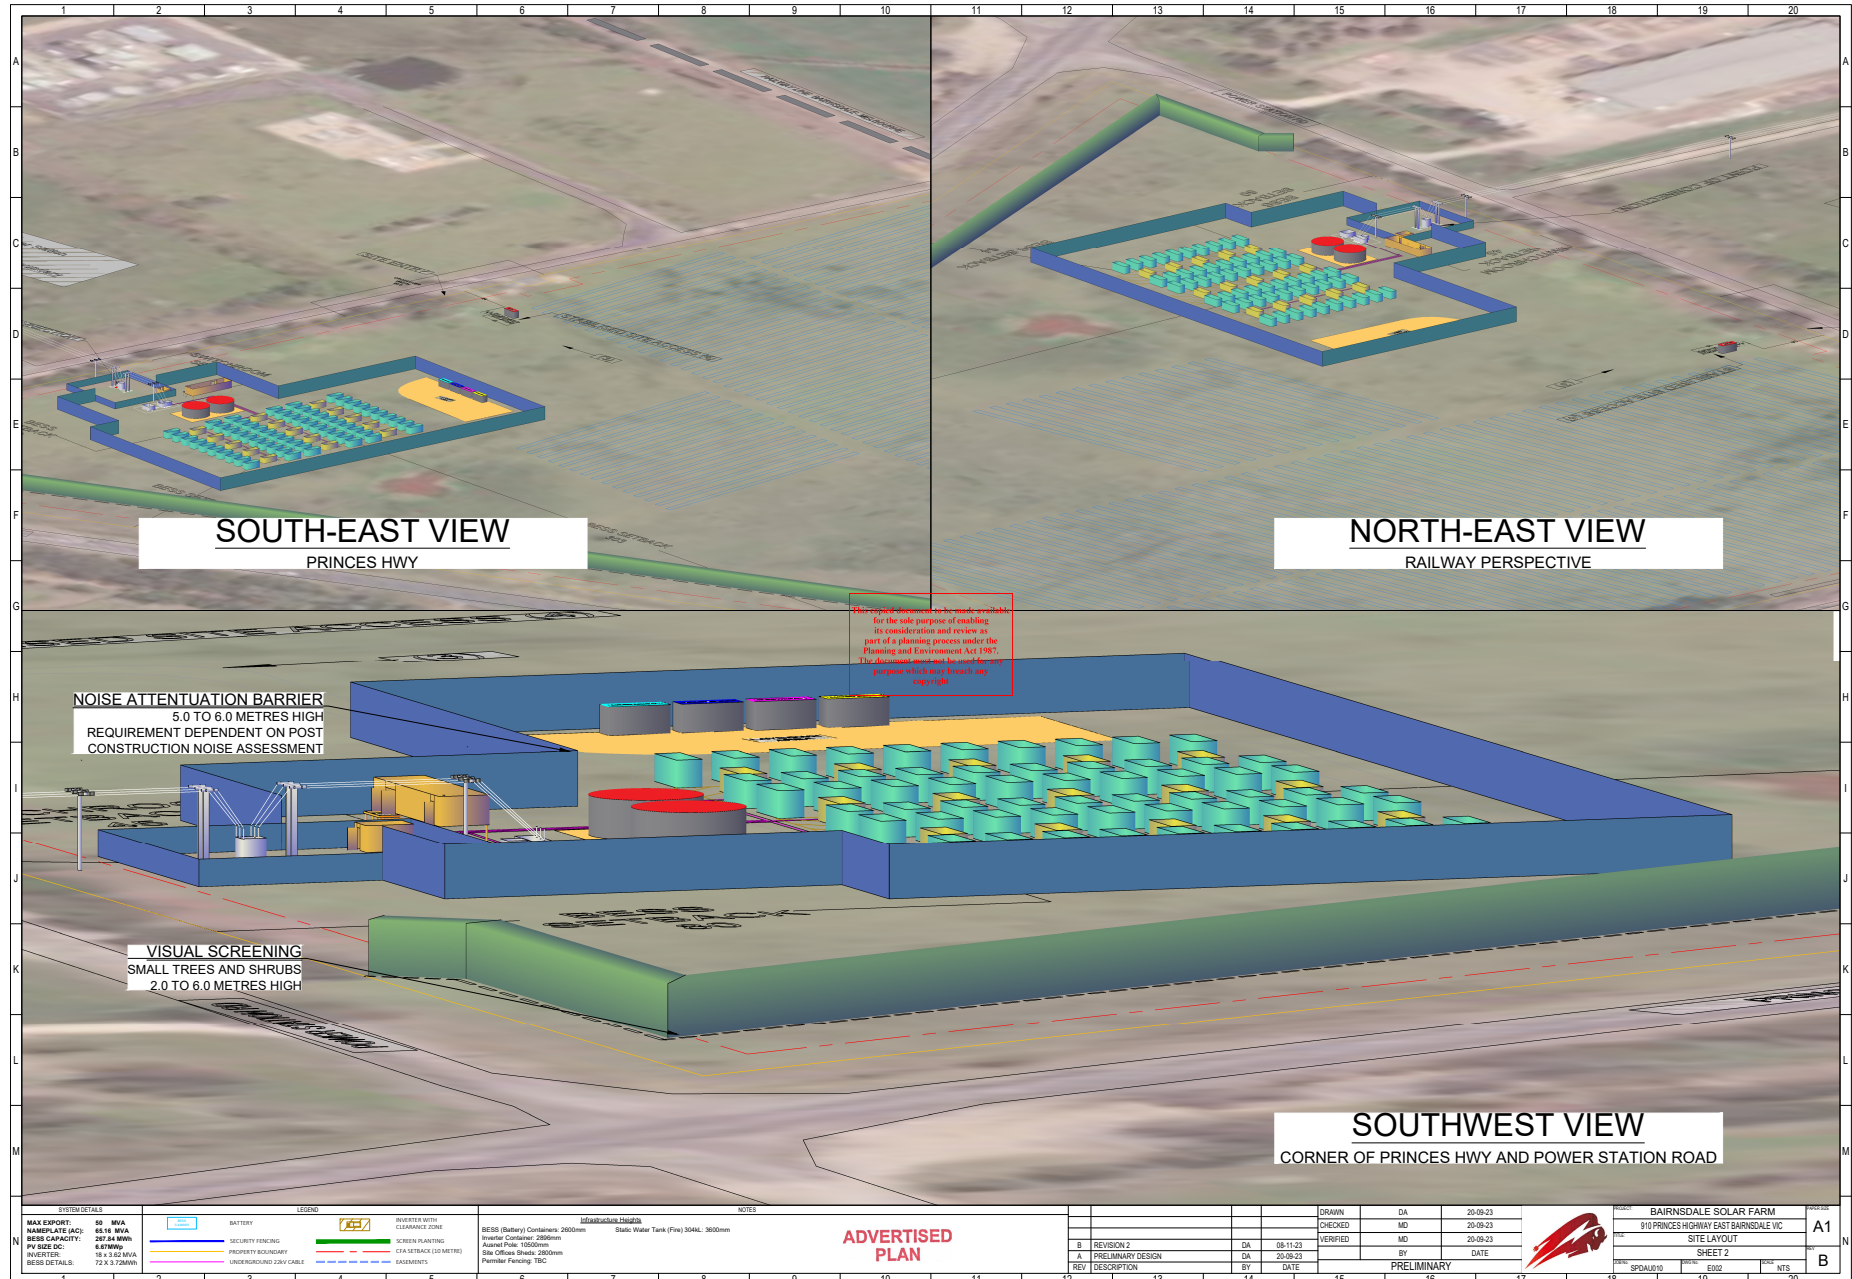 SOUTH-EAST VIEW
PRINCES HWY
NORTH-EAST VIEW
RAILWAY PERSPECTIVE
This copied document to be made available
for the sole purpose of enabling
its consideration and review as
part of a planning process under the
Planning and Environment Act 1987.
The document must not be used for any
purpose which may breach any
copyright
NOISE ATTENTUATION BARRIER
5.0 TO 6.0 METRES HIGH
REQUIREMENT DEPENDENT ON POST
CONSTRUCTION NOISE ASSESSMENT
BESS
SETBACK
80
VISUAL SCREENING
SMALL TREES AND SHRUBS
2.0 TO 6.0 METRES HIGH
SOUTHWEST VIEW
CORNER OF PRINCES HWY AND POWER STATION ROAD
SYSTEM DETAILS
MAX EXPORT: 50 MVA
NAMEPLATE (AC): 65.16 MVA
BESS CAPACITY: 267.84 MWh
PV SIZE DC: 6.67MWp
INVERTER: 18 x 3.62 MVA
BESS DETAILS: 72 X 3.72MWh
LEGEND
BATTERY
SECURITY FENCING
PROPERTY BOUNDARY
UNDERGROUND 22kV CABLE
INVERTER WITH
CLEARANCE ZONE
SCREEN PLANTING
CFA SETBACK (10 METRE)
EASEMENTS
NOTES
Infrastructure Heights
BESS (Battery) Containers: 2600mm
Inverter Container: 2896mm
Ausnet Pole: 10500mm
Site Offices Sheds: 2800mm
Permiter Fencing: TBC
Static Water Tank (Fire) 304kL: 3600mm
ADVERTISED
PLAN
B REVISION 2 DA 08-11-23
A PRELIMNARY DESIGN DA 20-09-23
REV DESCRIPTION BY DATE
DRAWN DA 20-09-23
CHECKED MD 20-09-23
VERIFIED MD 20-09-23
BY DATE
PRELIMINARY
PROJECT: BAIRNSDALE SOLAR FARM
910 PRINCES HIGHWAY EAST BAIRNSDALE VIC
TITLE: SITE LAYOUT
SHEET 2
SPDAU010
E002
NTS
PAPER SIZE
A1
REV
B